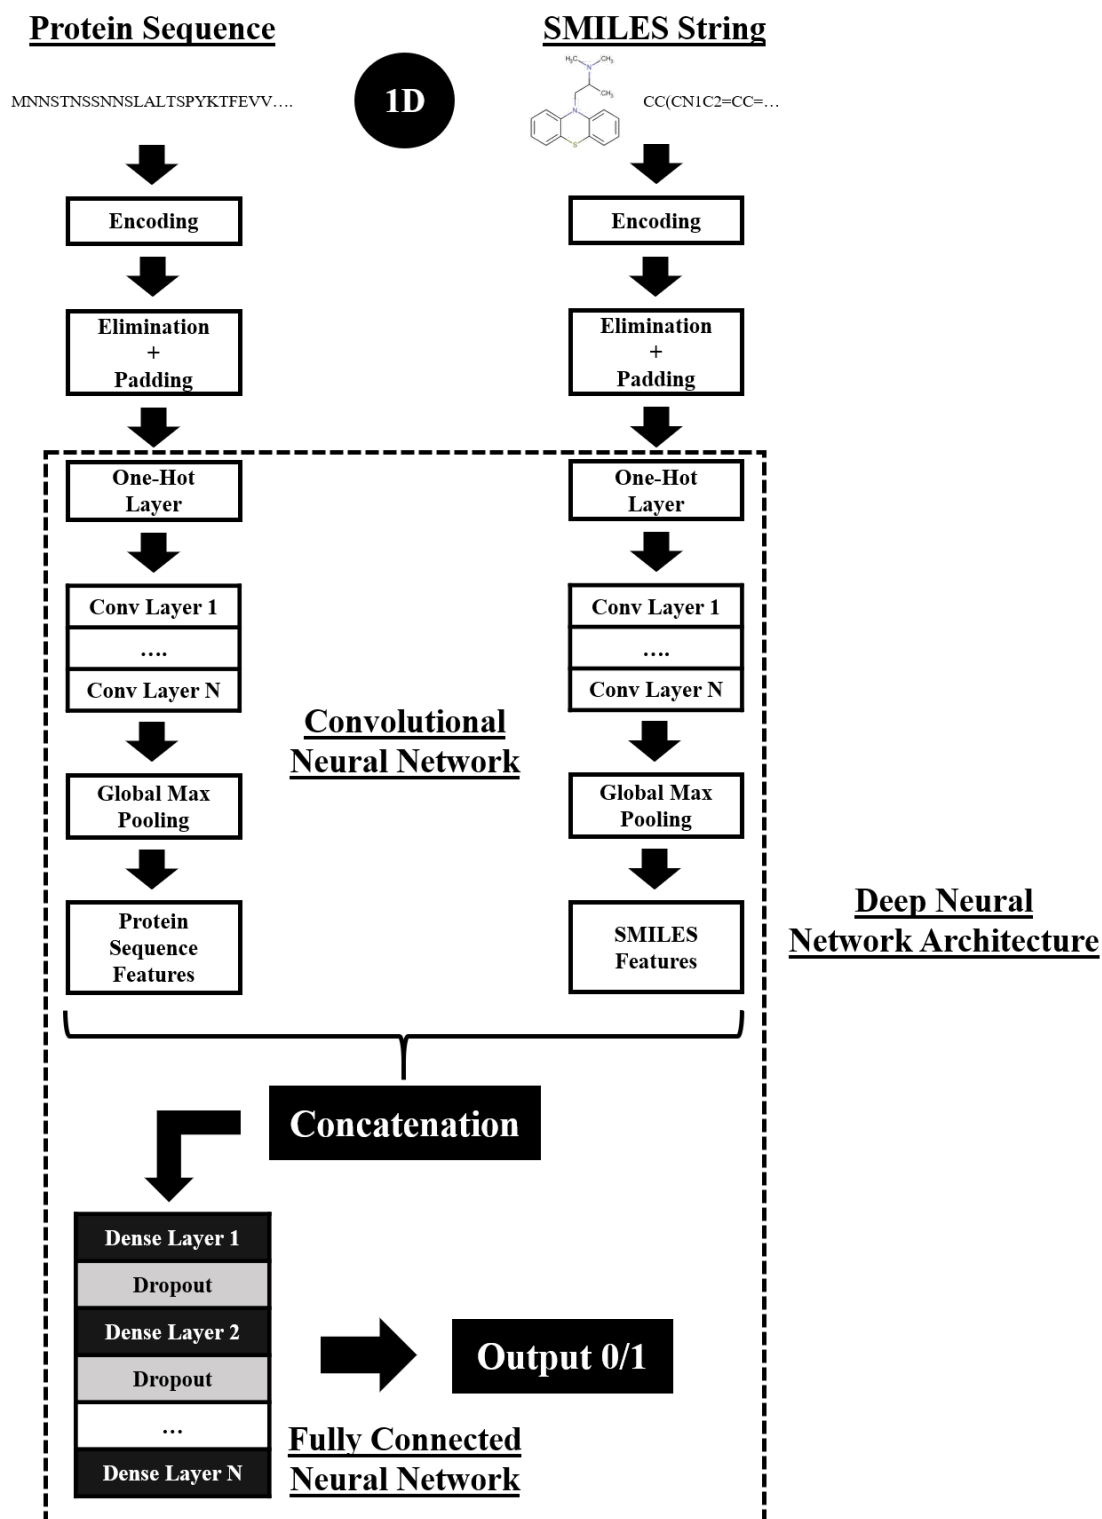 Protein Sequence
SMILES String
MNNSTNSSNNSLALTSPYKTFEVV....
1D
H₃C
CH₃
N
CH₃
N
S
CC(CN1C2=CC=...
Encoding
Encoding
Elimination
+
Padding
Elimination
+
Padding
One-Hot
Layer
One-Hot
Layer
Conv Layer 1
....
Conv Layer N
Conv Layer 1
....
Conv Layer N
Convolutional
Neural Network
Global Max
Pooling
Global Max
Pooling
Protein
Sequence
Features
SMILES
Features
Deep Neural
Network Architecture
Concatenation
Dense Layer 1
Dropout
Dense Layer 2
Dropout
...
Dense Layer N
Output 0/1
Fully Connected
Neural Network